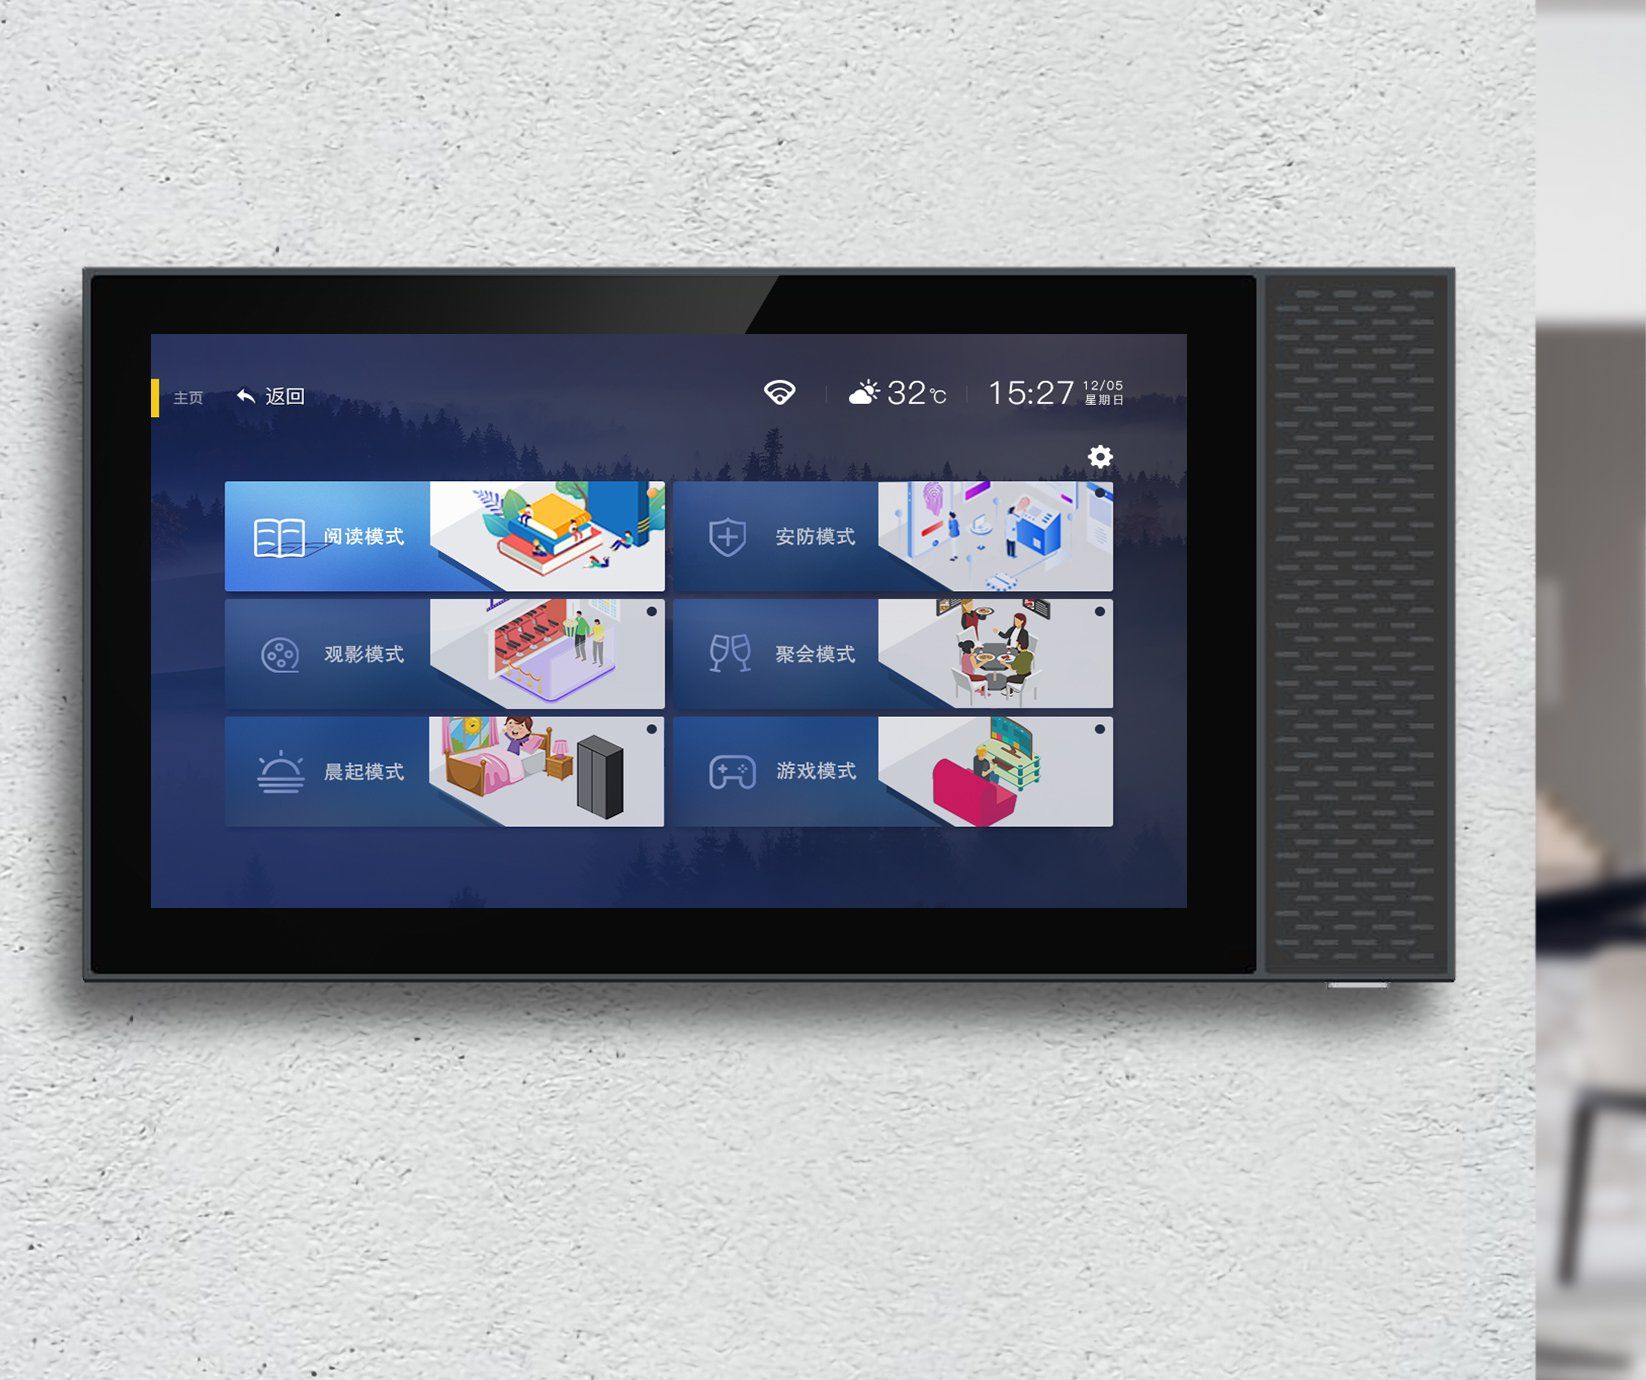 主页 返回 32℃ 15:27 12/05
星期日
阅读模式 安防模式
观影模式 聚会模式
晨起模式 游戏模式